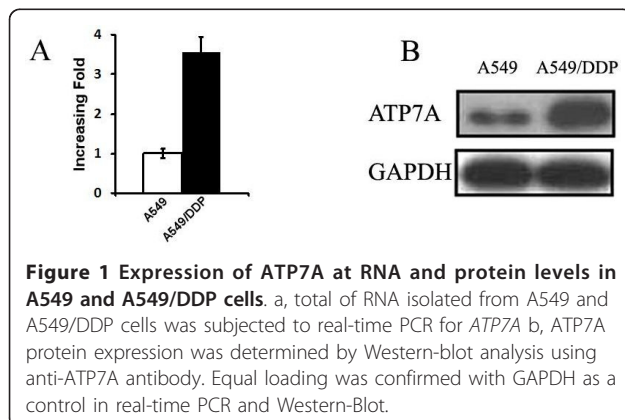 A
Increasing Fold
4
3
2
1
0
A549
A549/DDP
B
A549 A549/DDP
ATP7A
GAPDH
Figure 1 Expression of ATP7A at RNA and protein levels in
A549 and A549/DDP cells. a, total of RNA isolated from A549 and
A549/DDP cells was subjected to real-time PCR for ATP7A b, ATP7A
protein expression was determined by Western-blot analysis using
anti-ATP7A antibody. Equal loading was confirmed with GAPDH as a
control in real-time PCR and Western-Blot.